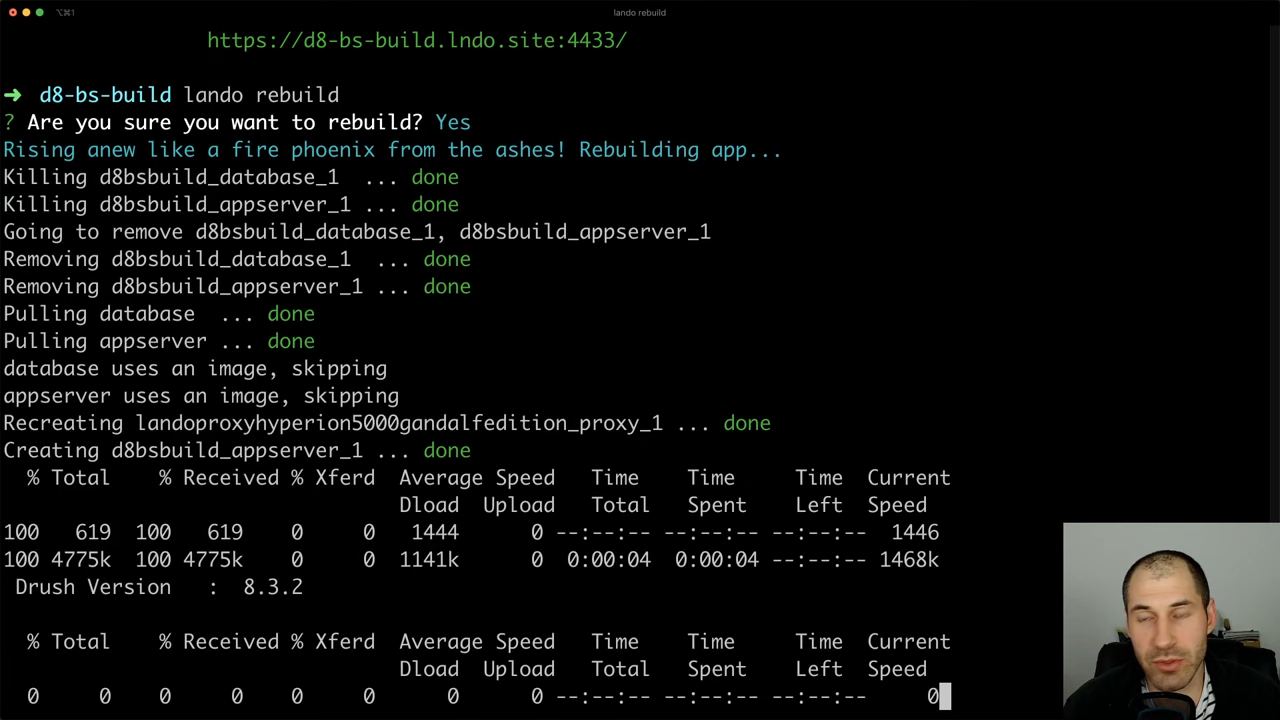 ⌥⌘1
lando rebuild
https://d8-bs-build.lndo.site:4433/
➜ d8-bs-build lando rebuild
? Are you sure you want to rebuild? Yes
Rising anew like a fire phoenix from the ashes! Rebuilding app...
Killing d8bsbuild_database_1 ... done
Killing d8bsbuild_appserver_1 ... done
Going to remove d8bsbuild_database_1, d8bsbuild_appserver_1
Removing d8bsbuild_database_1 ... done
Removing d8bsbuild_appserver_1 ... done
Pulling database ... done
Pulling appserver ... done
database uses an image, skipping
appserver uses an image, skipping
Recreating landoproxyhyperion5000gandalfedition_proxy_1 ... done
Creating d8bsbuild_appserver_1 ... done
% Total % Received % Xferd Average Speed Time Time Time Current
Dload Upload Total Spent Left Speed
100 619 100 619 0 0 1444 0 --:--:-- --:--:-- --:--:-- 1446
100 4775k 100 4775k 0 0 1141k 0 0:00:04 0:00:04 --:--:-- 1468k
Drush Version : 8.3.2
% Total % Received % Xferd Average Speed Time Time Time Current
Dload Upload Total Spent Left Speed
0 0 0 0 0 0 0 0 --:--:-- --:--:-- --:--:-- 0